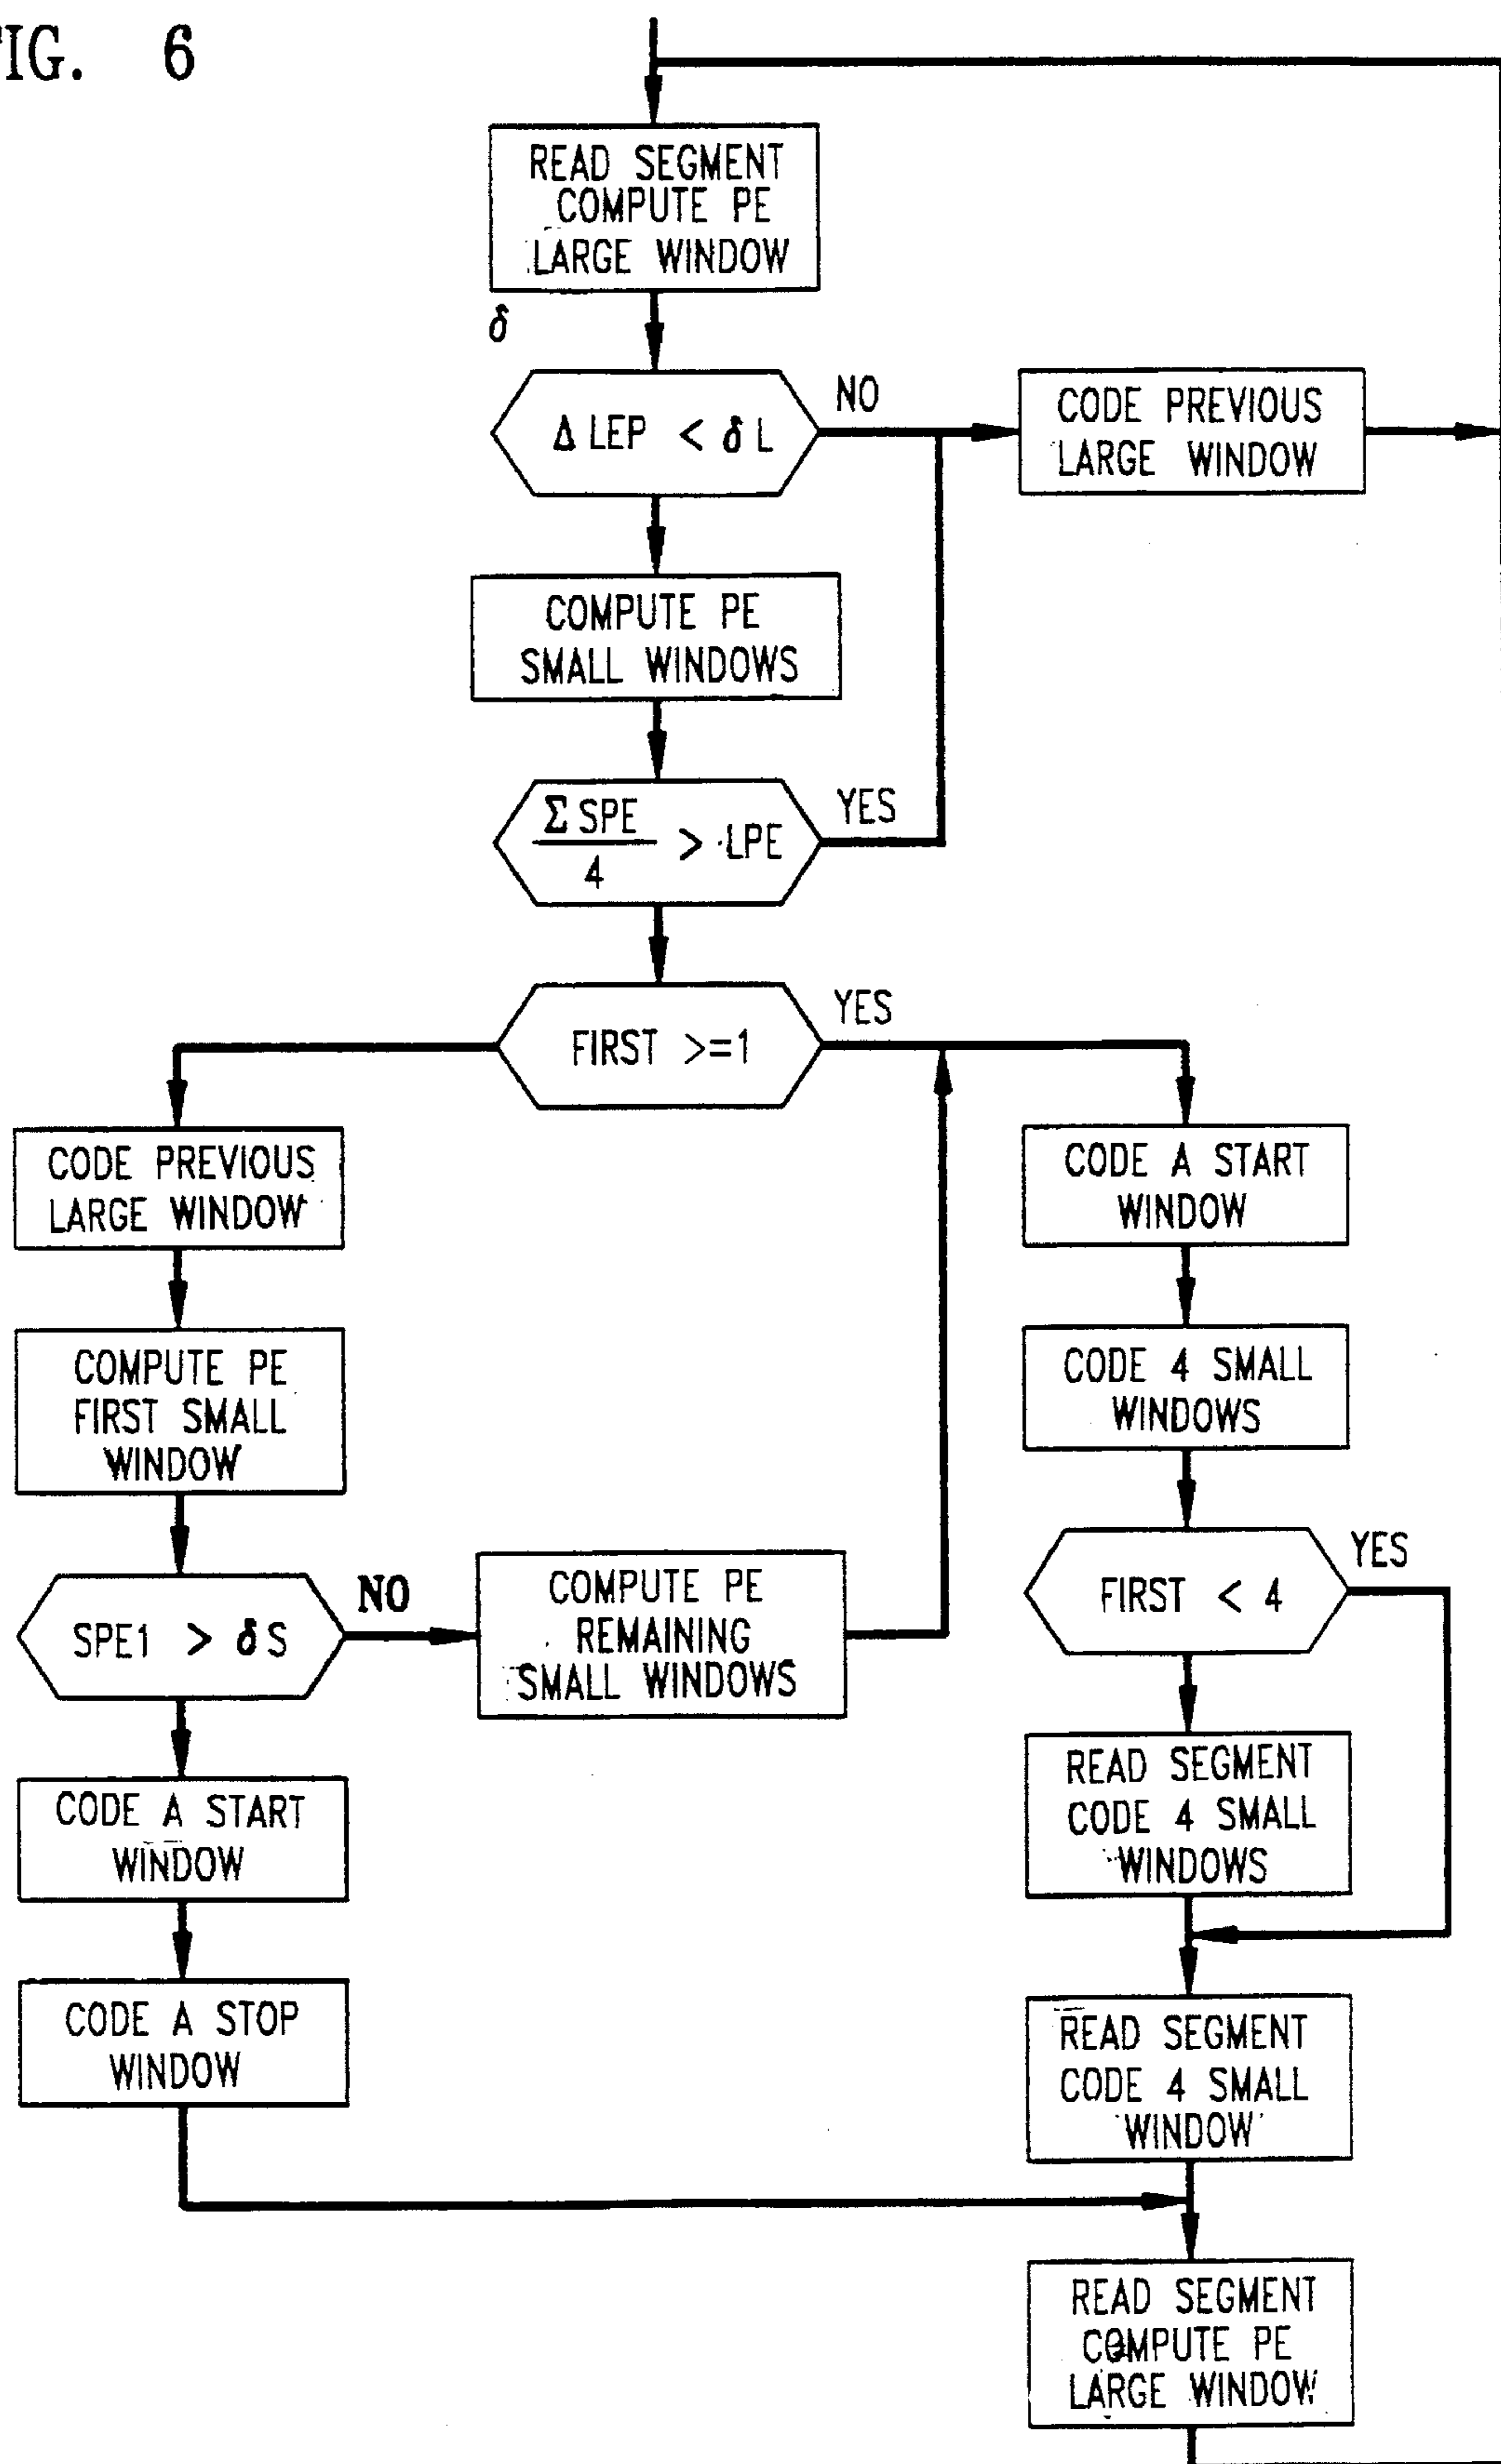 FIG. 6
READ SEGMENT
COMPUTE PE
LARGE WINDOW
δ
Δ LEP < δ L
NO
CODE PREVIOUS
LARGE WINDOW
COMPUTE PE
SMALL WINDOWS
Σ SPE
4
> LPE
YES
FIRST >=1
YES
CODE PREVIOUS
LARGE WINDOW
CODE A START
WINDOW
COMPUTE PE
FIRST SMALL
WINDOW
CODE 4 SMALL
WINDOWS
SPE1 > δ S
NO
COMPUTE PE
REMAINING
SMALL WINDOWS
FIRST < 4
YES
CODE A START
WINDOW
READ SEGMENT
CODE 4 SMALL
WINDOWS
CODE A STOP
WINDOW
READ SEGMENT
CODE 4 SMALL
WINDOW
READ SEGMENT
COMPUTE PE
LARGE WINDOW